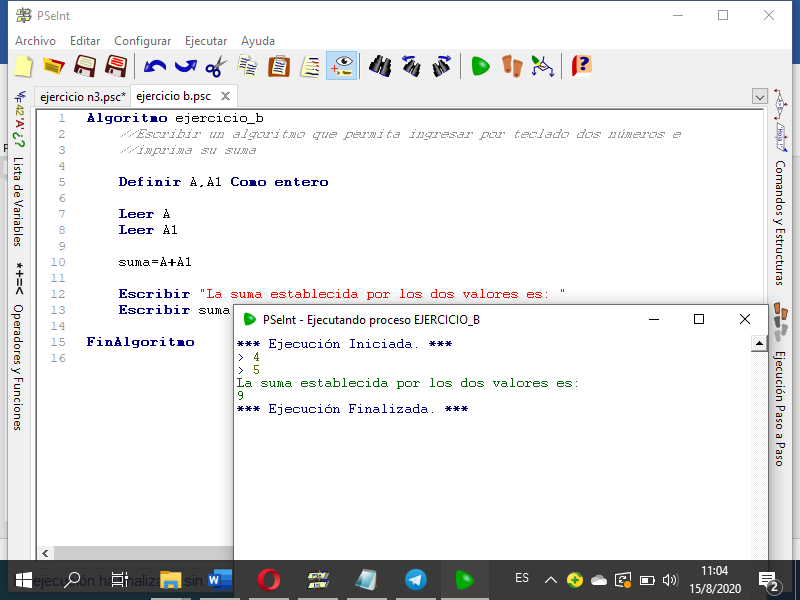 PSeInt
Archivo Editar Configurar Ejecutar Ayuda
ejercicio n3.psc* ejercicio b.psc
1 Algoritmo ejercicio_b
2 //Escribir un algoritmo que permita ingresar por teclado dos números e
3 //imprima su suma
4
5 Definir A,A1 Como entero
6
7 Leer A
8 Leer A1
9
10 suma=A+A1
11
12 Escribir "La suma establecida por los dos valores es: "
13 Escribir suma
14
15 FinAlgoritmo
16
Lista de Variables
*+=< Operadores y Funciones
Comandos y Estructuras
Ejecución Paso a Paso
PSeInt - Ejecutando proceso EJERCICIO_B
*** Ejecución Iniciada. ***
> 4
> 5
La suma establecida por los dos valores es:
9
*** Ejecución Finalizada. ***
ES
11:04
15/8/2020
2